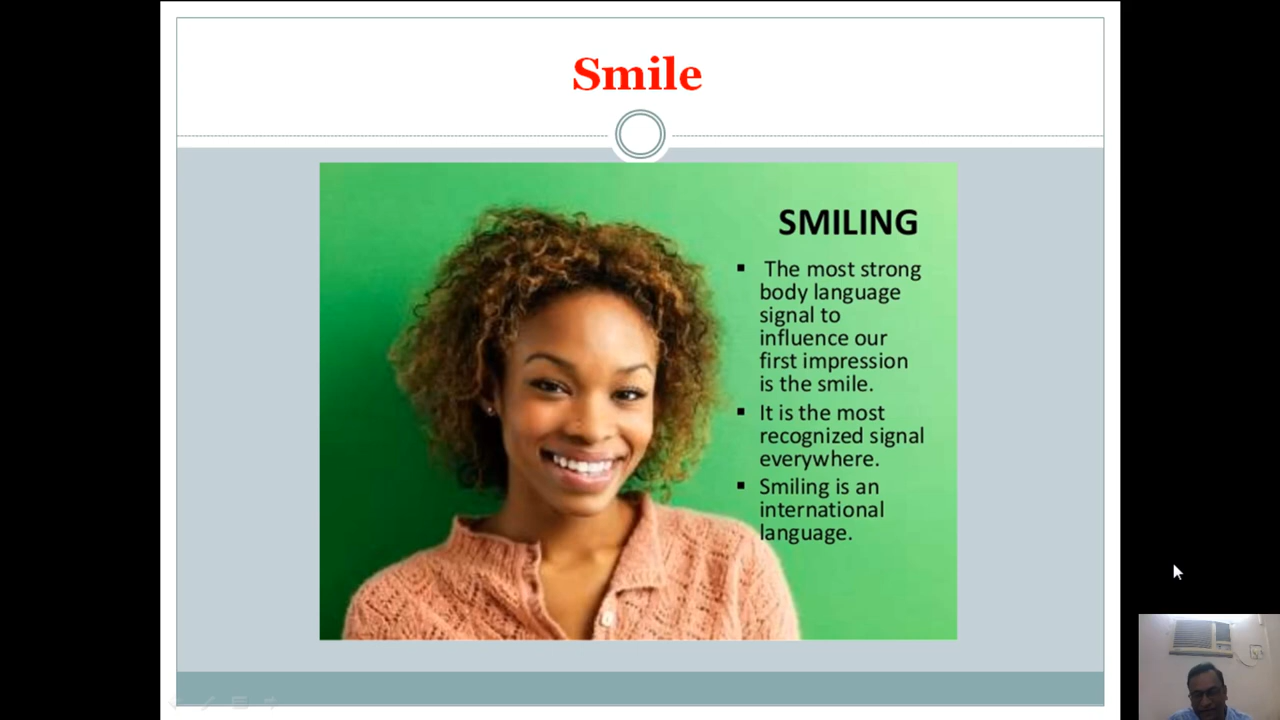 Smile
SMILING
▪ The most strong
body language
signal to
influence our
first impression
is the smile.
▪ It is the most
recognized signal
everywhere.
▪ Smiling is an
international
language.